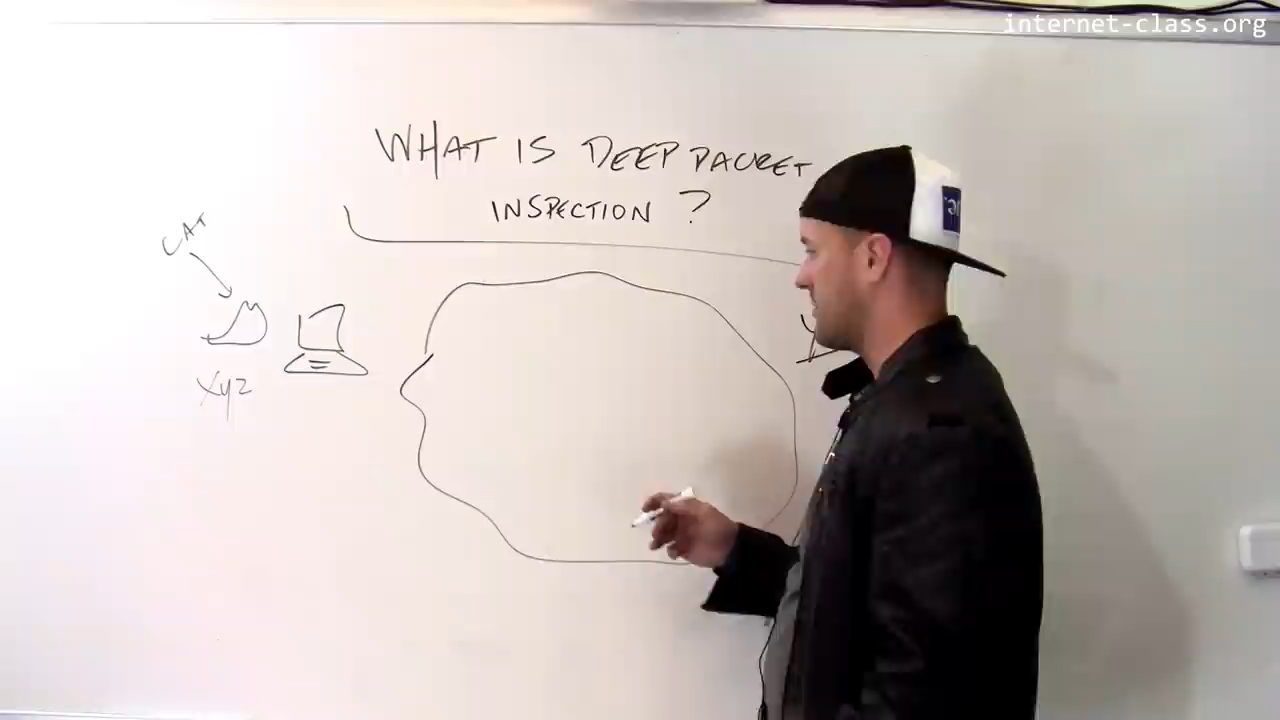 internet-class.org
WHAT IS DEEP PACKET
INSPECTION ?
CAT
Xyz